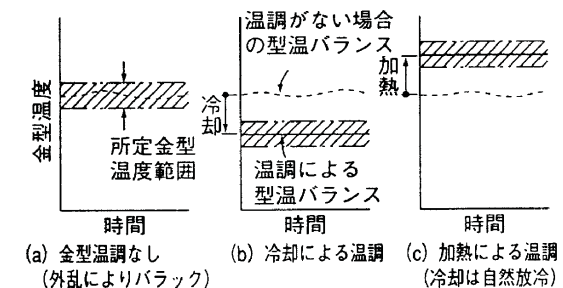 金型温度
所定金型
温度範囲
時間
(a) 金型温調なし
(外乱によりバラック)
温調がない場合
の型温バランス
冷却
温調による
型温バランス
時間
(b) 冷却による温調
加熱
時間
(c) 加熱による温調
(冷却は自然放冷)